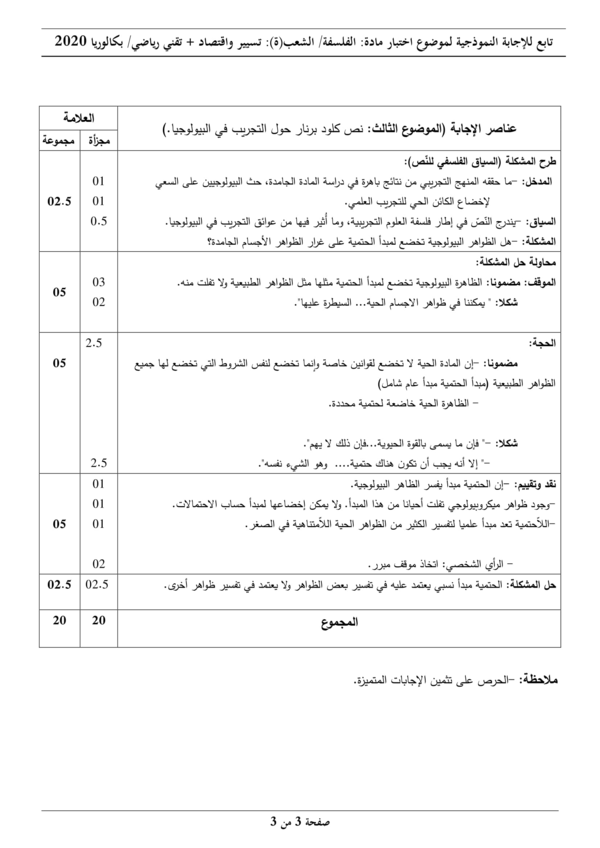 تابع للإجابة النموذجية لموضوع اختبار مادة: الفلسفة/ الشعب(ة): تسيير واقتصاد + تقني رياضي/ بكالوريا 2020
عناصر الإجابة (الموضوع الثالث: نص كلود برنار حول التجريب في البيولوجيا.)
العلامة
مجزأة
مجموعة
طرح المشكلة (السياق الفلسفي للنّص):
المدخل: –ما حققه المنهج التجريبي من نتائج باهرة في دراسة المادة الجامدة، حث البيولوجيين على السعي
01
لإخضاع الكائن الحي للتجريب العلمي.
01
02.5
السياق: –يندرج النّصّ في إطار فلسفة العلوم التجريبية، وما أُثير فيها من عوائق التجريب في البيولوجيا.
0.5
المشكلة: –هل الظواهر البيولوجية تخضع لمبدأ الحتمية على غرار الظواهر الأجسام الجامدة؟
محاولة حل المشكلة:
الموقف: مضمونا: الظاهرة البيولوجية تخضع لمبدأ الحتمية مثلها مثل الظواهر الطبيعية ولا تفلت منه.
03
05
شكلا: " يمكننا في ظواهر الاجسام الحية... السيطرة عليها".
02
الحجة:
2.5
مضمونا: –إن المادة الحية لا تخضع لقوانين خاصة وإنما تخضع لنفس الشروط التي تخضع لها جميع
05
الظواهر الطبيعية (مبدأ الحتمية مبدأ عام شامل)
– الظاهرة الحية خاضعة لحتمية محددة.
شكلا: –" فإن ما يسمى بالقوة الحيوية...فإن ذلك لا يهم".
–" إلا أنه يجب أن تكون هناك حتمية.... وهو الشيء نفسه".
2.5
نقد وتقييم: –إن الحتمية مبدأ يفسر الظاهر البيولوجية.
01
–وجود ظواهر ميكروبيولوجي تفلت أحيانا من هذا المبدأ. ولا يمكن إخضاعها لمبدأ حساب الاحتمالات.
01
–اللاّحتمية تعد مبدأ علميا لتفسير الكثير من الظواهر الحية اللاّمتناهية في الصغر.
01
05
– الرأي الشخصي: اتخاذ موقف مبرر.
02
حل المشكلة: الحتمية مبدأ نسبي يعتمد عليه في تفسير بعض الظواهر ولا يعتمد في تفسير ظواهر أخرى.
02.5
02.5
المجموع
20
20
ملاحظة: –الحرص على تثمين الإجابات المتميزة.
صفحة 3 من 3